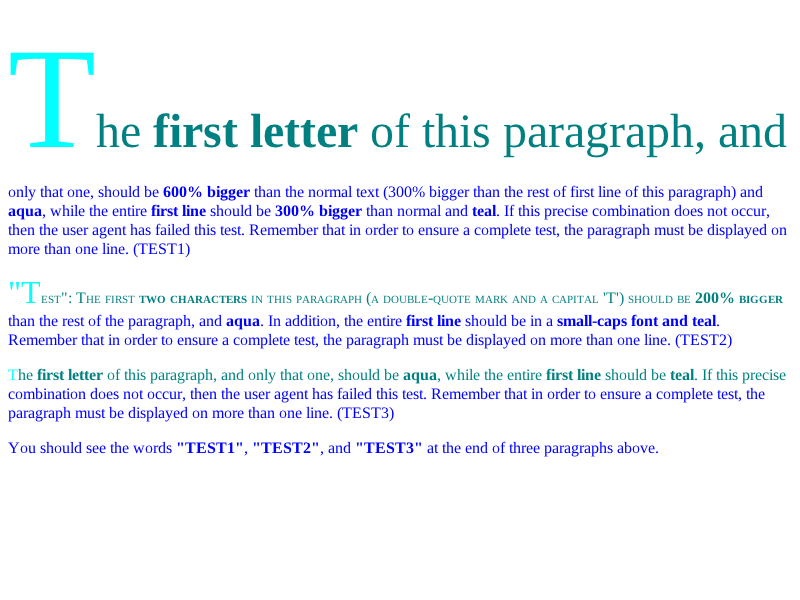 The first letter of this paragraph, and
only that one, should be 600% bigger than the normal text (300% bigger than the rest of first line of this paragraph) and
aqua, while the entire first line should be 300% bigger than normal and teal. If this precise combination does not occur,
then the user agent has failed this test. Remember that in order to ensure a complete test, the paragraph must be displayed on
more than one line. (TEST1)
"Test": The first two characters in this paragraph (a double-quote mark and a capital 'T') should be 200% bigger
than the rest of the paragraph, and aqua. In addition, the entire first line should be in a small-caps font and teal.
Remember that in order to ensure a complete test, the paragraph must be displayed on more than one line. (TEST2)
The first letter of this paragraph, and only that one, should be aqua, while the entire first line should be teal. If this precise
combination does not occur, then the user agent has failed this test. Remember that in order to ensure a complete test, the
paragraph must be displayed on more than one line. (TEST3)
You should see the words "TEST1", "TEST2", and "TEST3" at the end of three paragraphs above.